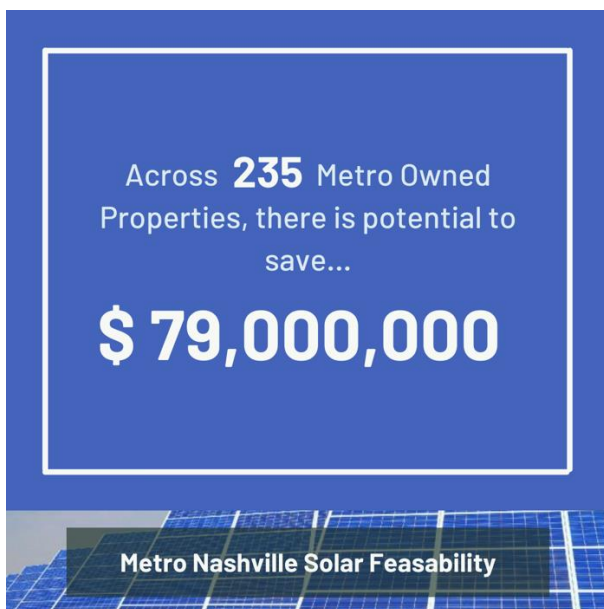 Across 235 Metro Owned
Properties, there is potential to
save...
$ 79,000,000
Metro Nashville Solar Feasability